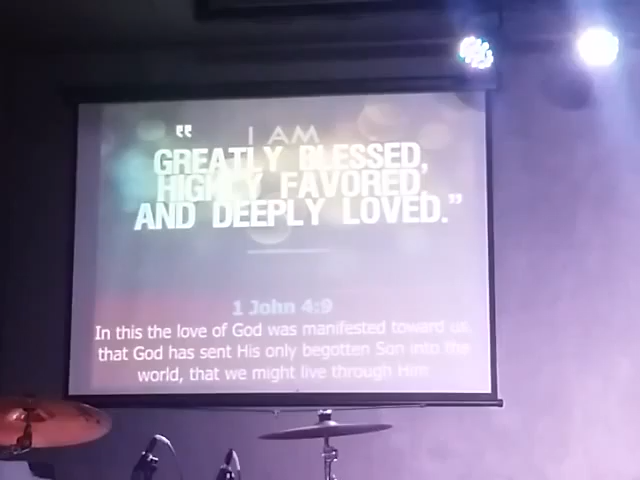 “ I AM
GREATLY BLESSED,
HIGHLY FAVORED,
AND DEEPLY LOVED.”
1 John 4:9
In this the love of God was manifested toward us,
that God has sent His only begotten Son into the
world, that we might live through Him